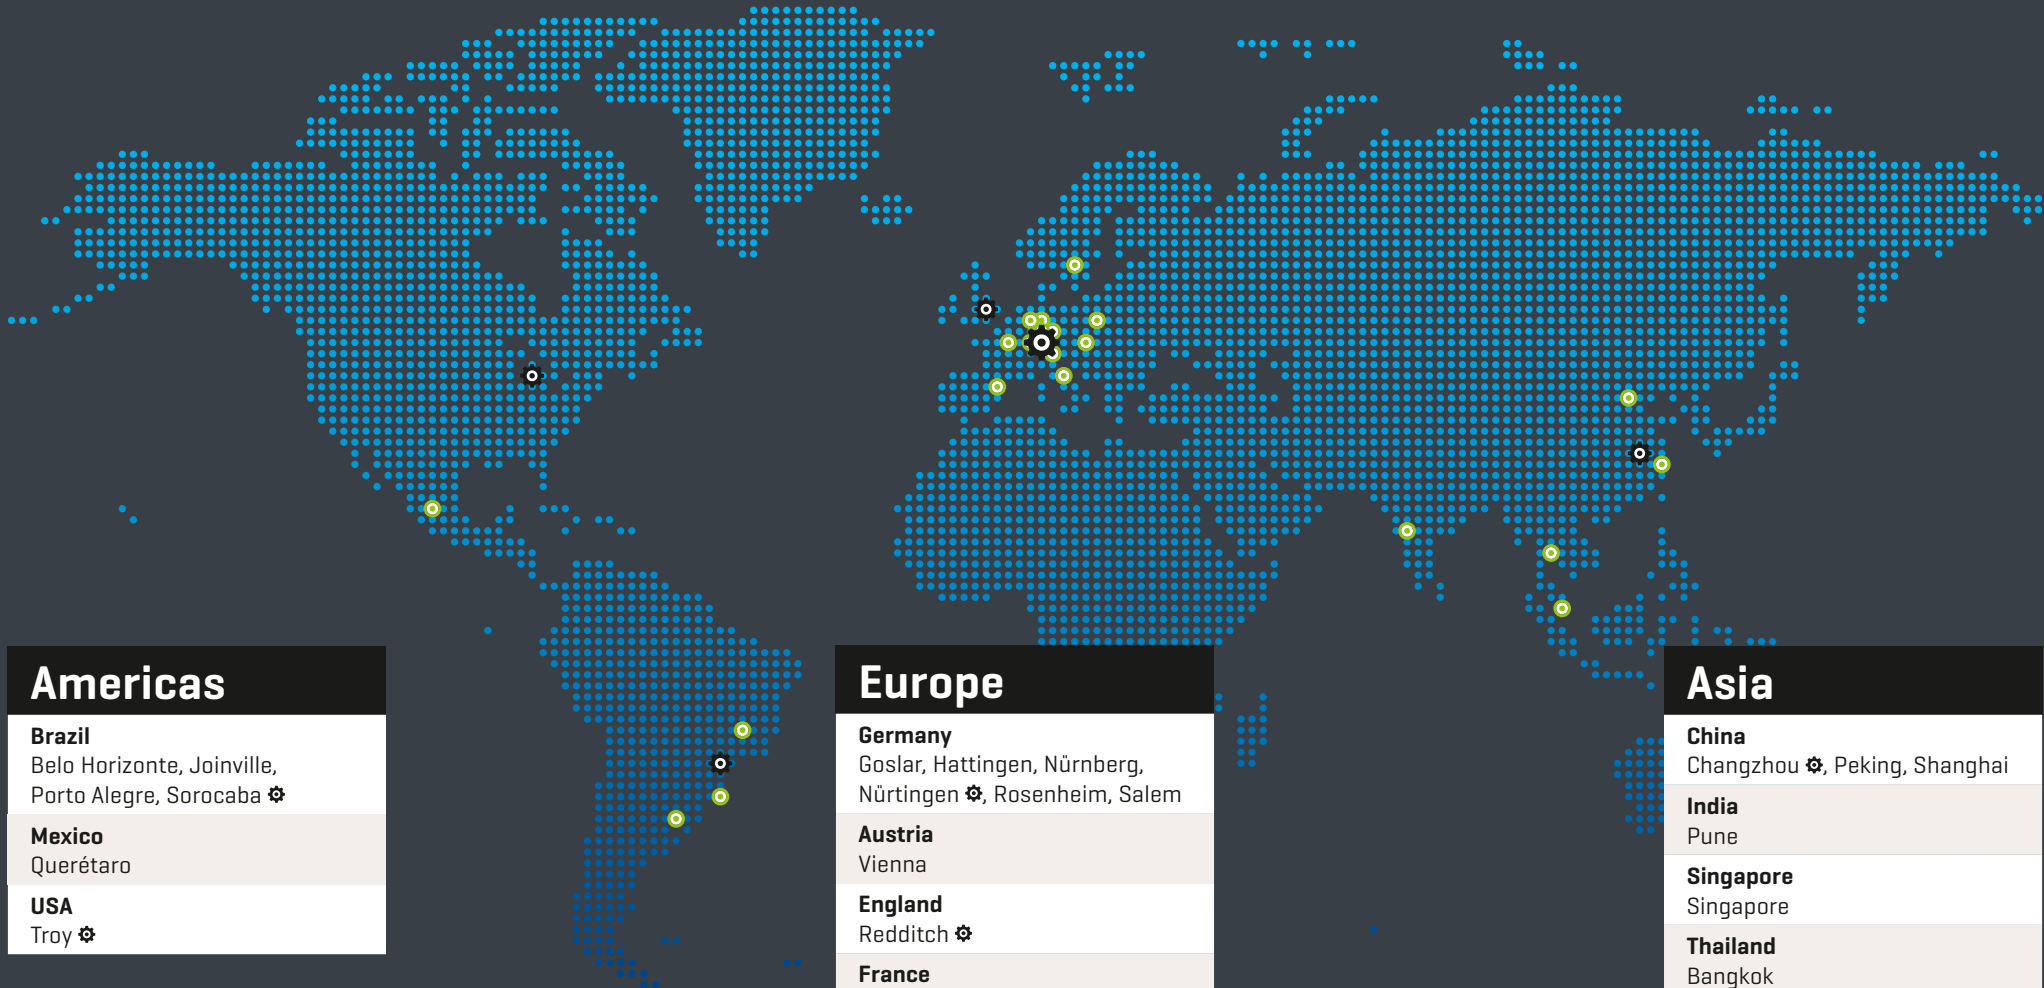 Americas
Brazil
Belo Horizonte, Joinville,
Porto Alegre, Sorocaba
Mexico
Querétaro
USA
Troy
Europe
Germany
Goslar, Hattingen, Nürnberg,
Nürtingen , Rosenheim, Salem
Austria
Vienna
England
Redditch
France
Asia
China
Changzhou , Peking, Shanghai
India
Pune
Singapore
Singapore
Thailand
Bangkok